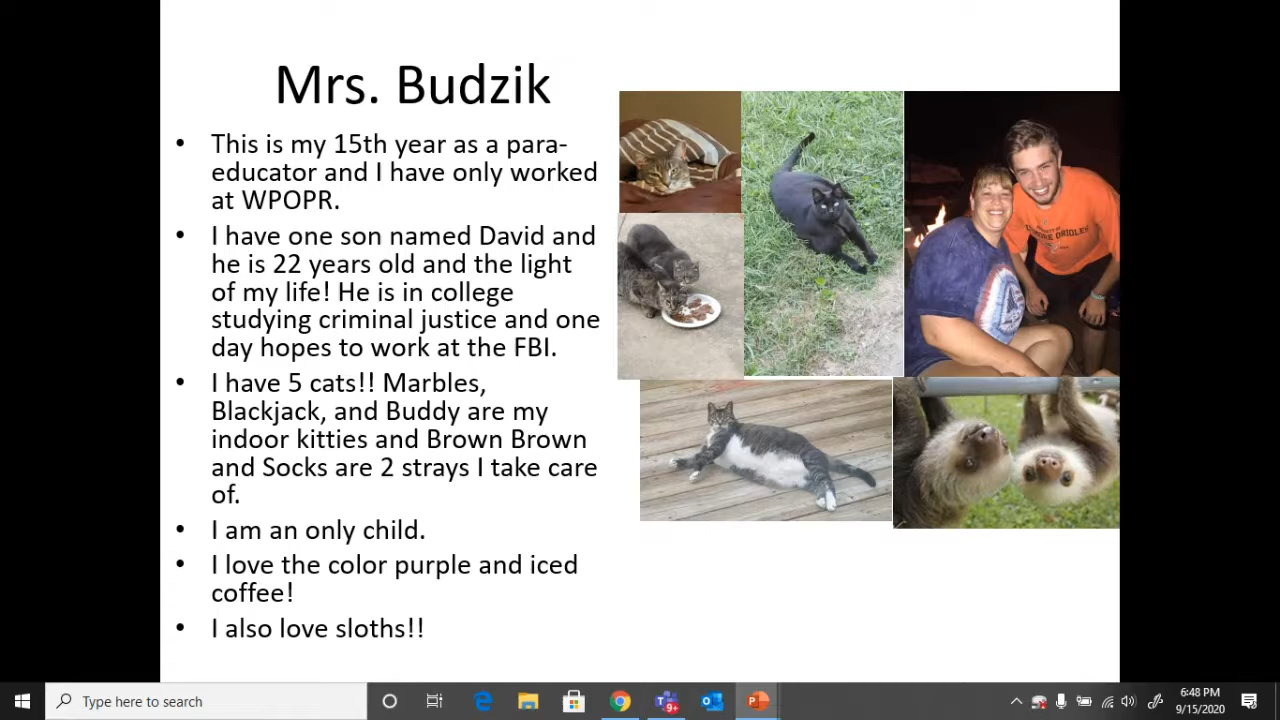 Mrs. Budzik
• This is my 15th year as a para-
educator and I have only worked
at WPOPR.
• I have one son named David and
he is 22 years old and the light
of my life! He is in college
studying criminal justice and one
day hopes to work at the FBI.
• I have 5 cats!! Marbles,
Blackjack, and Buddy are my
indoor kitties and Brown Brown
and Socks are 2 strays I take care
of.
• I am an only child.
• I love the color purple and iced
coffee!
• I also love sloths!!
Type here to search
9+
6:48 PM
9/15/2020